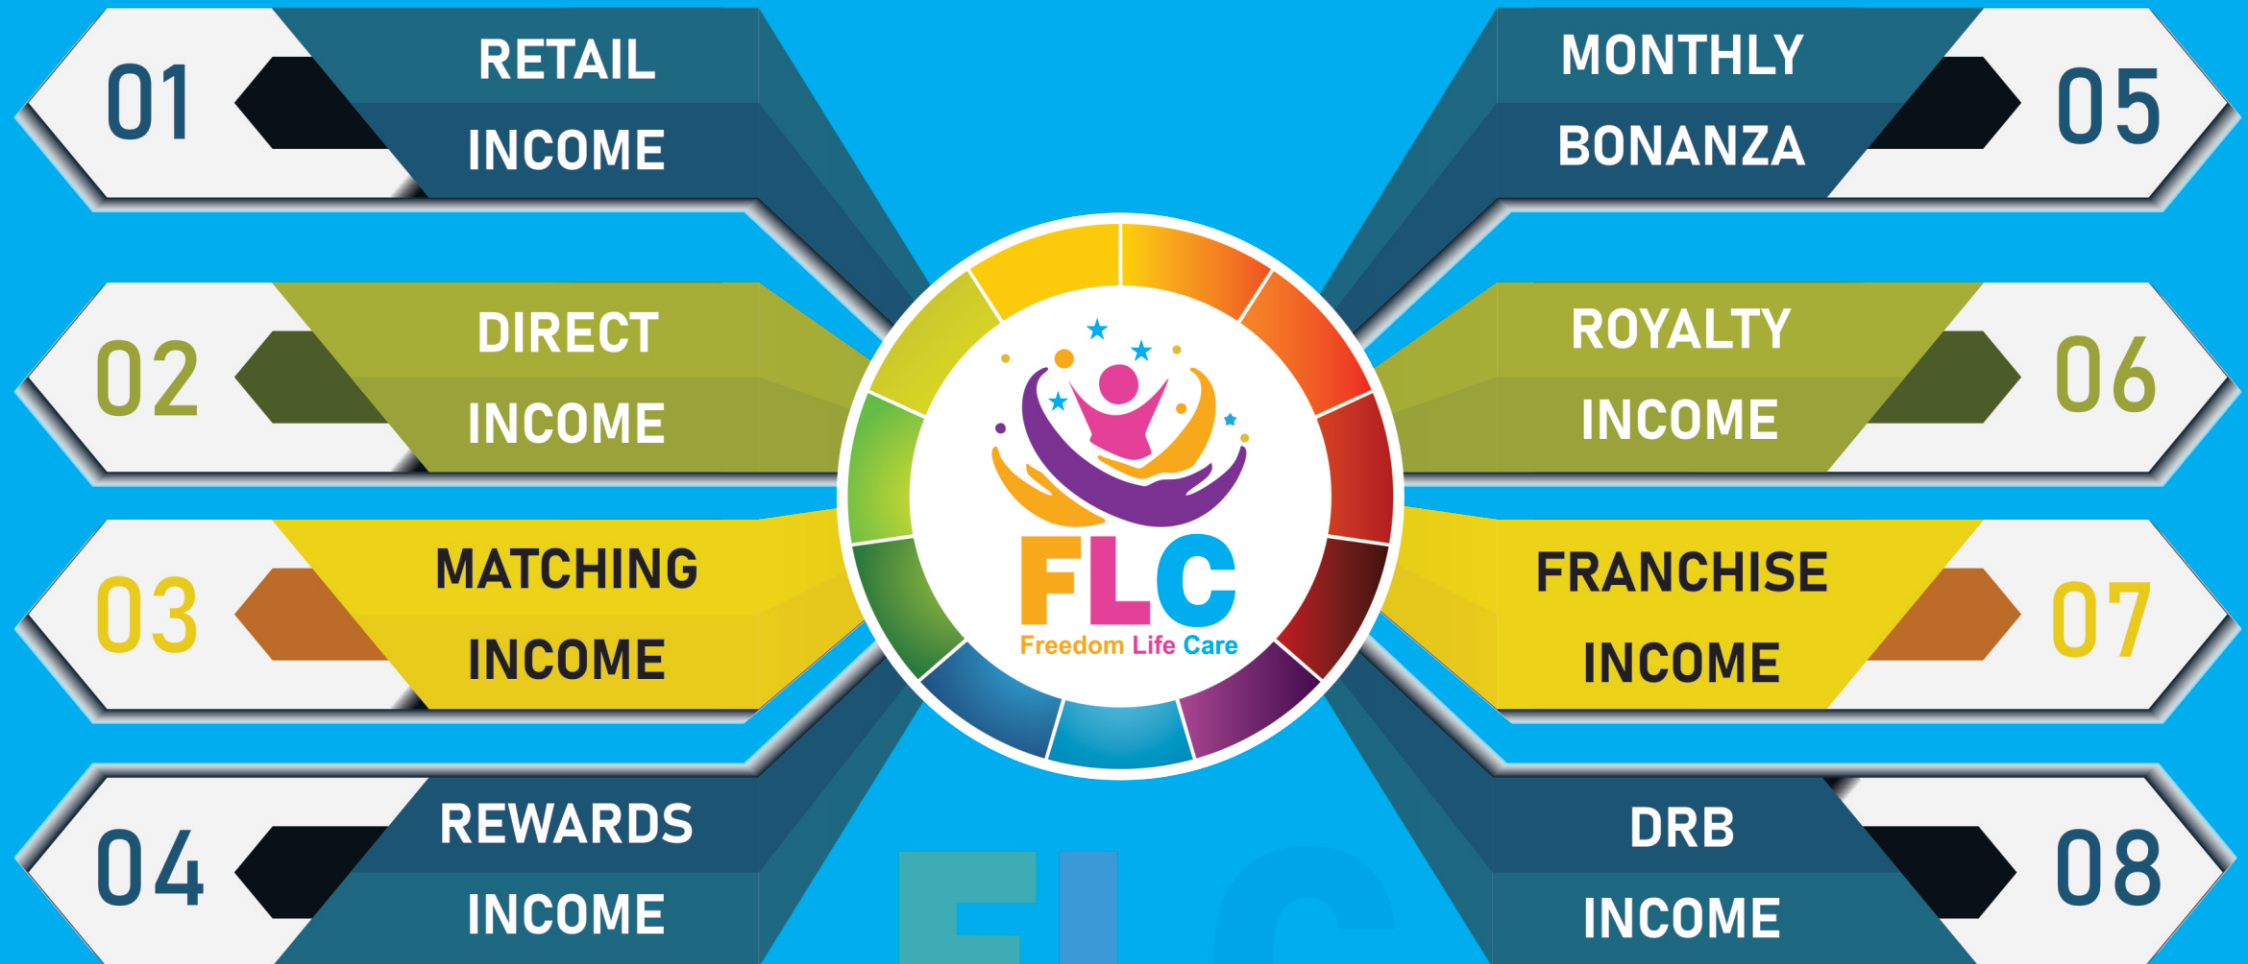 01
RETAIL
INCOME
02
DIRECT
INCOME
03
MATCHING
INCOME
04
REWARDS
INCOME
FLC
Freedom Life Care
MONTHLY
BONANZA
05
ROYALTY
INCOME
06
FRANCHISE
INCOME
07
DRB
INCOME
08
FLC